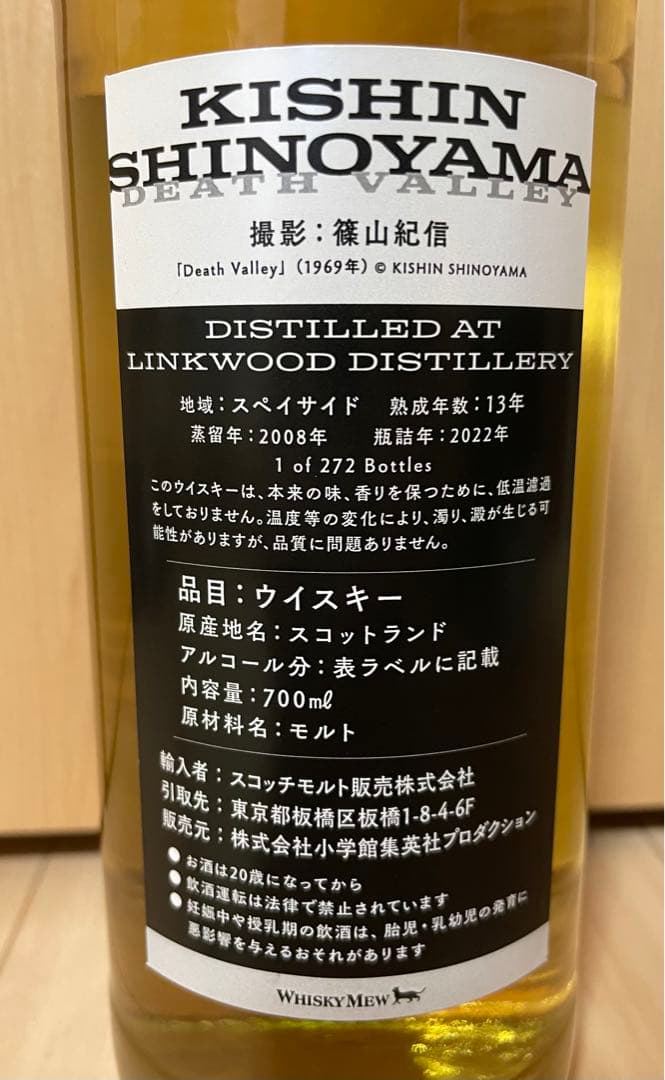 KISHIN
SHINOYAMA
DEATH VALLEY
撮影：篠山紀信
「Death Valley」（1969年）© KISHIN SHINOYAMA
DISTILLED AT
LINKWOOD DISTILLERY
地域：スペイサイド　熟成年数：13年
蒸留年：2008年　瓶詰年：2022年
1 of 272 Bottles
このウイスキーは、本来の味、香りを保つために、低温濾過
をしておりません。温度等の変化により、濁り、澱が生じる可
能性がありますが、品質に問題ありません。
品目：ウイスキー
原産地名：スコットランド
アルコール分：表ラベルに記載
内容量：700㎖
原材料名：モルト
輸入者：スコッチモルト販売株式会社
引取先：東京都板橋区板橋1-8-4-6F
販売元：株式会社小学館集英社プロダクション
●お酒は20歳になってから
●飲酒運転は法律で禁止されています
●妊娠中や授乳期の飲酒は、胎児・乳幼児の発育に
悪影響を与えるおそれがあります
WHISKY MEW